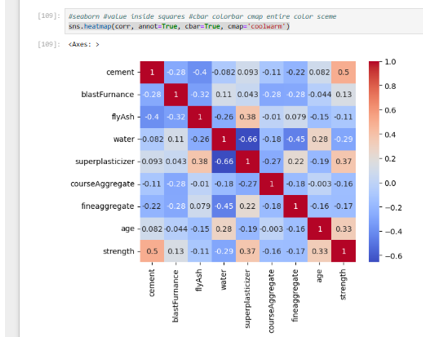 [109]: #seaborn #value inside squares #cbar colorbar cmap entire color sceme
sns.heatmap(corr, annot=True, cbar=True, cmap='coolwarm')
[109]: <Axes: >
cement 1 -0.28 -0.4 -0.082 0.093 -0.11 -0.22 0.082 0.5
blastFurnance -0.28 1 -0.32 0.11 0.043 -0.28 -0.28 -0.044 0.13
flyAsh -0.4 -0.32 1 -0.26 0.38 -0.01 0.079 -0.15 -0.11
water -0.082 0.11 -0.26 1 -0.66 -0.18 -0.45 0.28 -0.29
superplasticizer 0.093 0.043 0.38 -0.66 1 -0.27 0.22 -0.19 0.37
courseAggregate -0.11 -0.28 -0.01 -0.18 -0.27 1 -0.18 -0.003 -0.16
fineaggregate -0.22 -0.28 0.079 -0.45 0.22 -0.18 1 -0.16 -0.17
age 0.082 -0.044 -0.15 0.28 -0.19 -0.003 -0.16 1 0.33
strength 0.5 0.13 -0.11 -0.29 0.37 -0.16 -0.17 0.33 1
cement
blastFurnance
flyAsh
water
superplasticizer
courseAggregate
fineaggregate
age
strength
1.0
0.8
0.6
0.4
0.2
0.0
-0.2
-0.4
-0.6